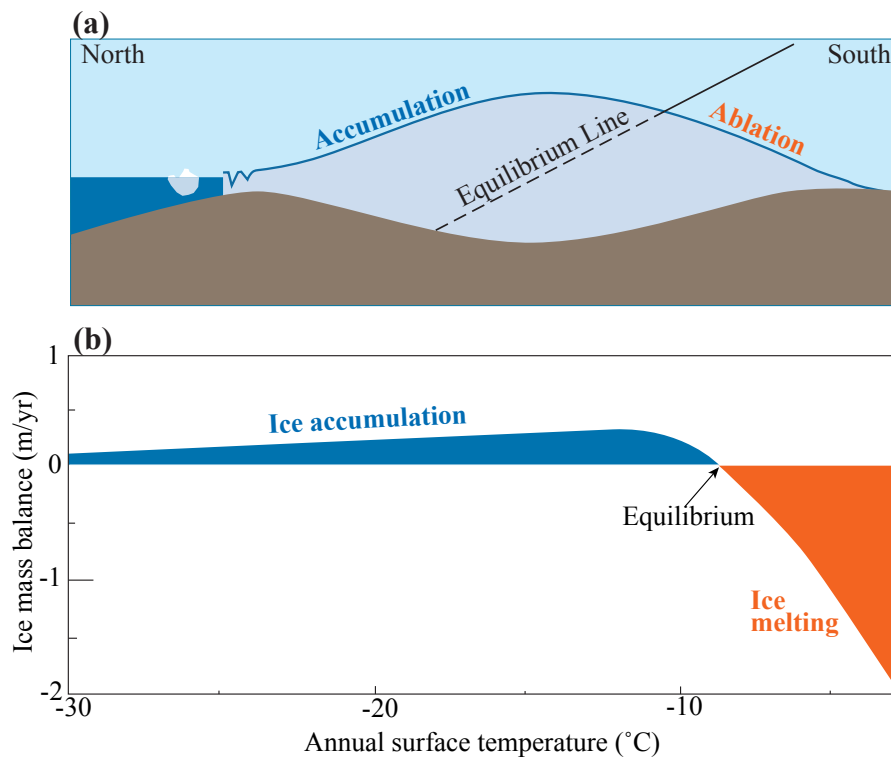 (a)
North
South
Accumulation
Equilibrium Line
Ablation
(b)
Ice mass balance (m/yr)
1
0
-1
-2
Ice accumulation
Equilibrium
Ice
melting
-30
-20
-10
Annual surface temperature (˚C)